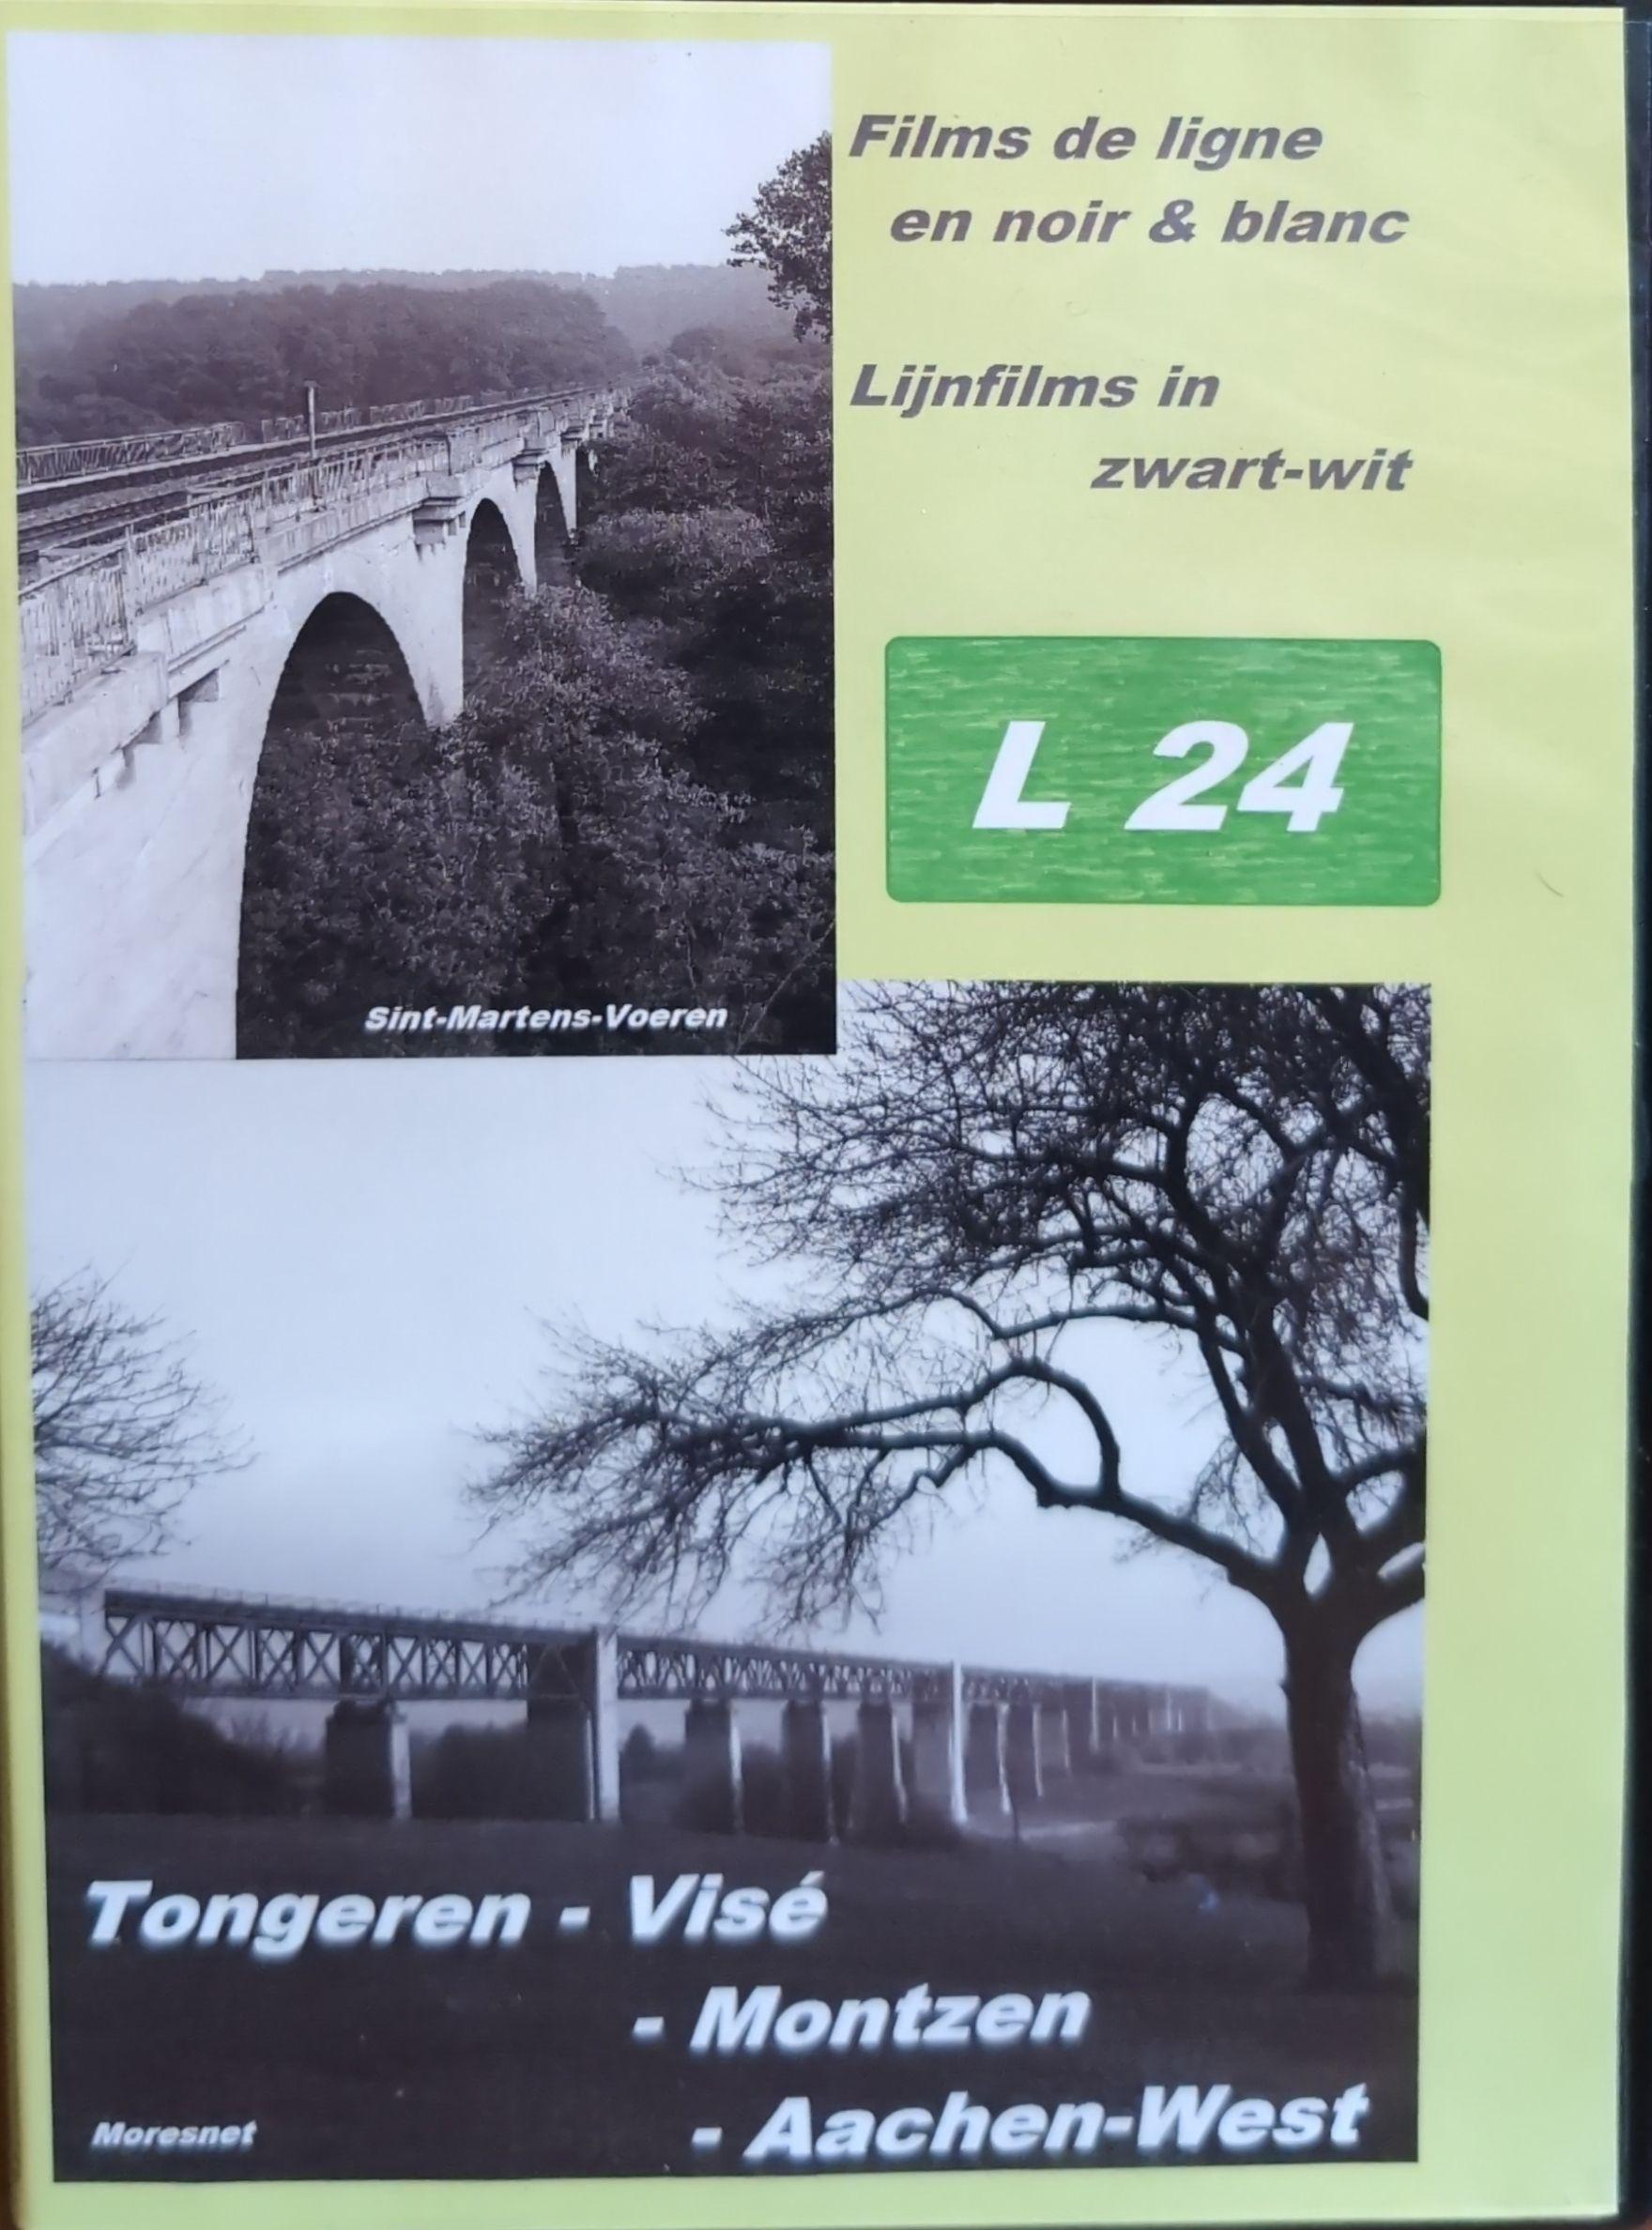 Films de ligne
en noir & blanc
Lijnfilms in
zwart-wit
L 24
Sint-Martens-Voeren
Tongeren - Visé
- Montzen
- Aachen-West
Moresnet